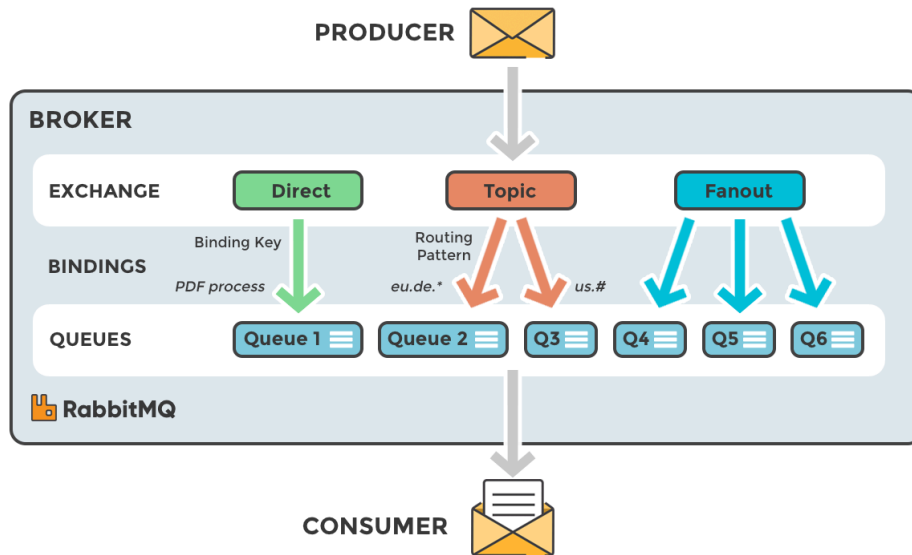 PRODUCER
BROKER
EXCHANGE
Direct
Topic
Fanout
Binding Key
Routing
Pattern
BINDINGS
PDF process
eu.de.*
us.#
QUEUES
Queue 1
Queue 2
Q3
Q4
Q5
Q6
RabbitMQ
CONSUMER